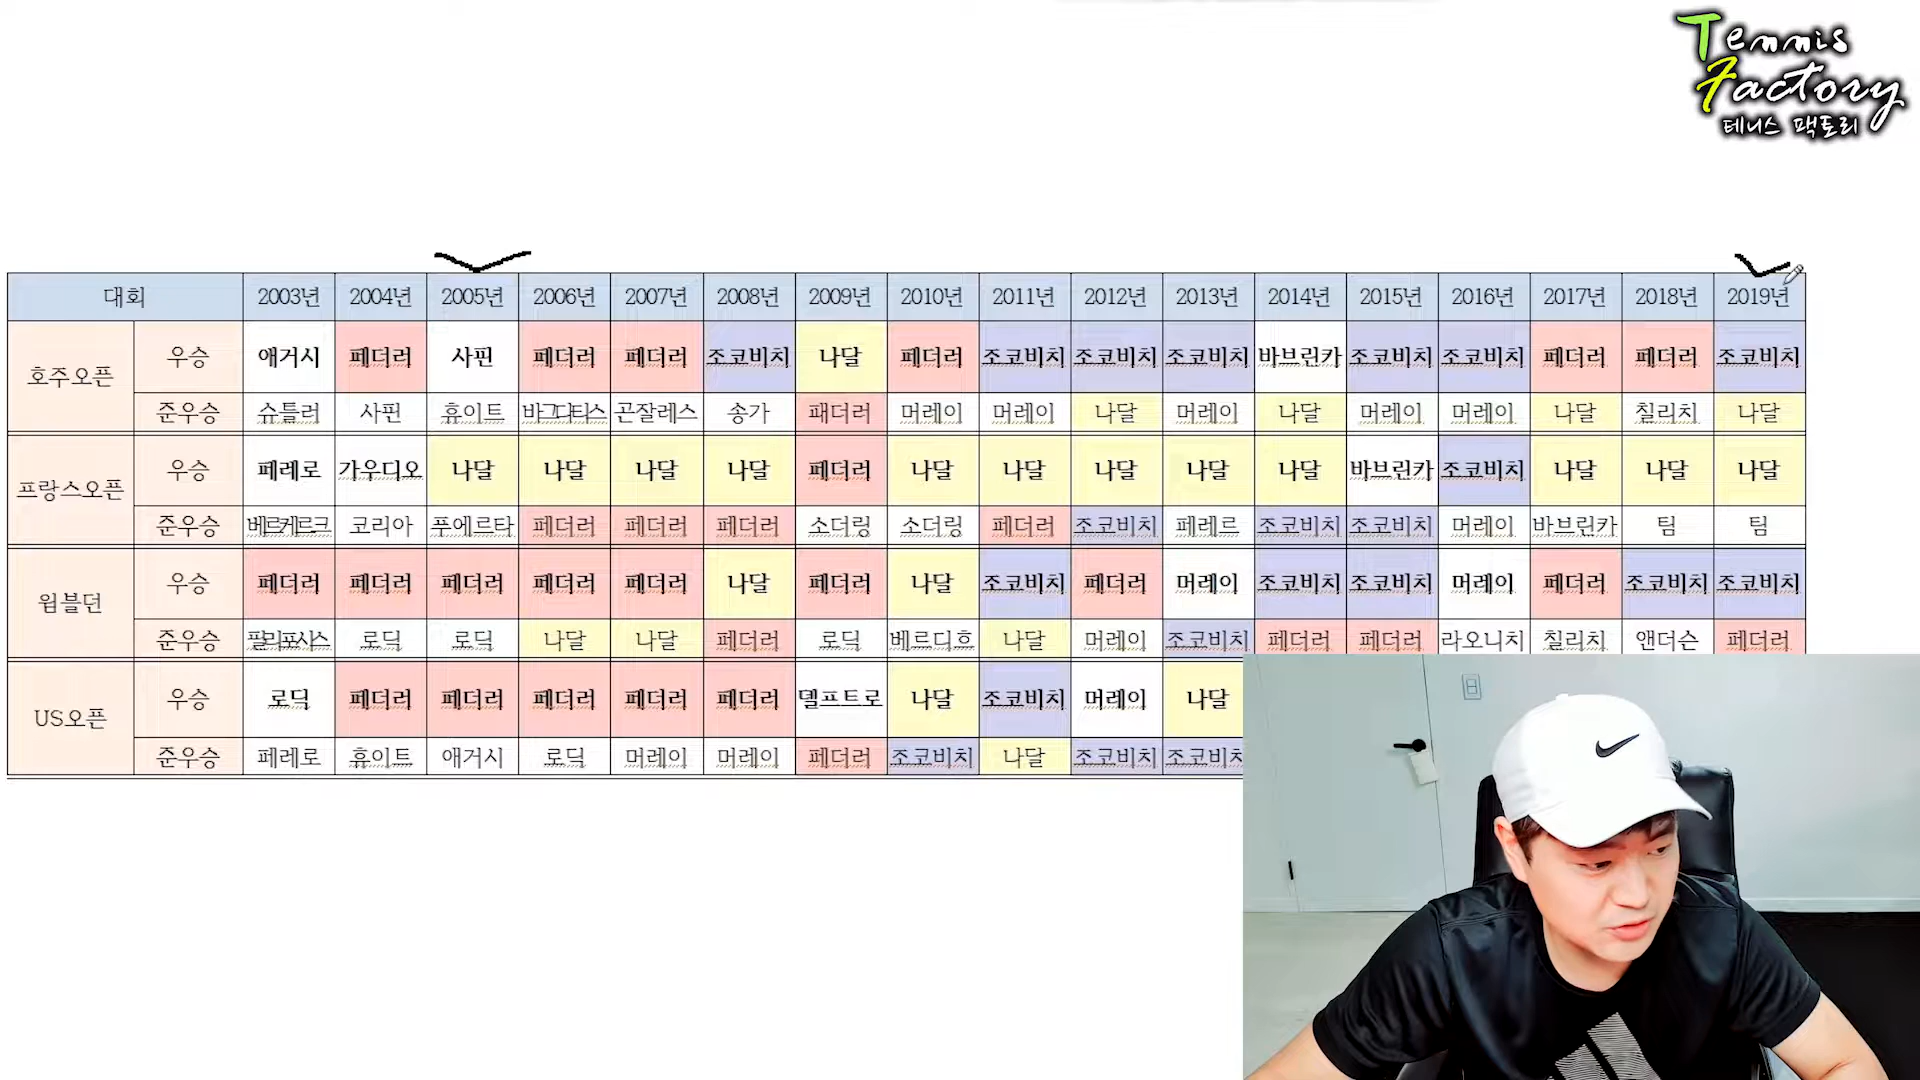 Tennis
Factory
테니스 팩토리
대회 2003년 2004년 2005년 2006년 2007년 2008년 2009년 2010년 2011년 2012년 2013년 2014년 2015년 2016년 2017년 2018년 2019년
호주오픈 우승 애거시 페더러 사핀 페더러 페더러 조코비치 나달 페더러 조코비치 조코비치 조코비치 바브린카 조코비치 조코비치 페더러 페더러 조코비치
준우승 슈틀러 사핀 휴이트 바그다티스 곤잘레스 송가 패더러 머레이 머레이 나달 머레이 나달 머레이 머레이 나달 칠리치 나달
프랑스오픈 우승 페레로 가우디오 나달 나달 나달 나달 페더러 나달 나달 나달 나달 나달 바브린카 조코비치 나달 나달 나달
준우승 베르케르크 코리아 푸에르타 페더러 페더러 페더러 소더링 소더링 페더러 조코비치 페레르 조코비치 조코비치 머레이 바브린카 팀 팀
윔블던 우승 페더러 페더러 페더러 페더러 페더러 나달 페더러 나달 조코비치 페더러 머레이 조코비치 조코비치 머레이 페더러 조코비치 조코비치
준우승 필리포시스 로딕 로딕 나달 나달 페더러 로딕 베르디흐 나달 머레이 조코비치 페더러 페더러 라오니치 칠리치 앤더슨 페더러
US오픈 우승 로딕 페더러 페더러 페더러 페더러 페더러 델프트로 나달 조코비치 머레이 나달
준우승 페레로 휴이트 애거시 로딕 머레이 머레이 페더러 조코비치 나달 조코비치 조코비치